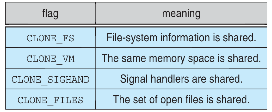 flag meaning
CLONE_FS File-system information is shared.
CLONE_VM The same memory space is shared.
CLONE_SIGHAND Signal handlers are shared.
CLONE_FILES The set of open files is shared.